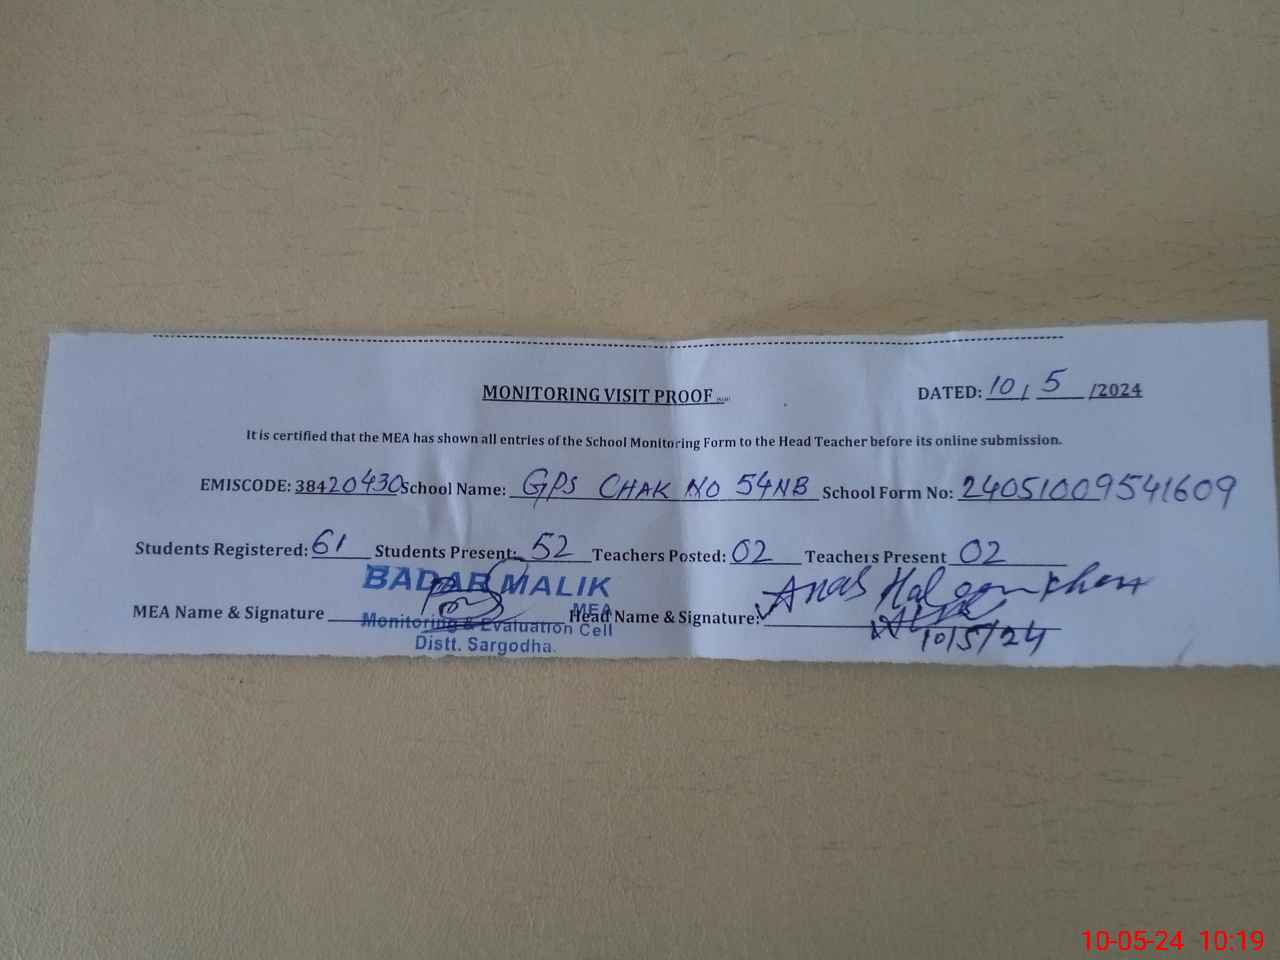 MONITORING VISIT PROOF
DATED: 10 / 5 /2024
It is certified that the MEA has shown all entries of the School Monitoring Form to the Head Teacher before its online submission.
EMISCODE: 38420430 School Name: GPS CHAK NO 54NB School Form No: 24051009541609
Students Registered: 61 Students Present: 52 Teachers Posted: 02 Teachers Present 02
BADAR MALIK
MEA
MEA Name & Signature Head Name & Signature: Anas
Monitoring & Evaluation Cell
Distt. Sargodha.
10/5/24
10-05-24 10:19